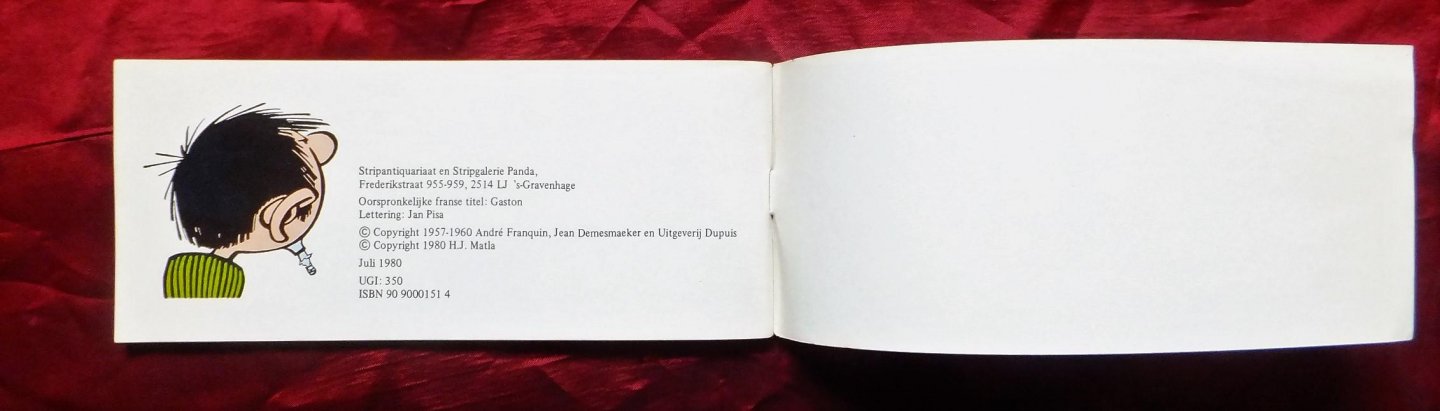 Stripantiquariaat en Stripgalerie Panda,
Frederikstraat 955-959, 2514 LJ 's-Gravenhage
Oorspronkelijke franse titel: Gaston
Lettering: Jan Pisa
© Copyright 1957-1960 André Franquin, Jean Demesmaeker en Uitgeverij Dupuis
© Copyright 1980 H.J. Matla
Juli 1980
UGI: 350
ISBN 90 9000151 4